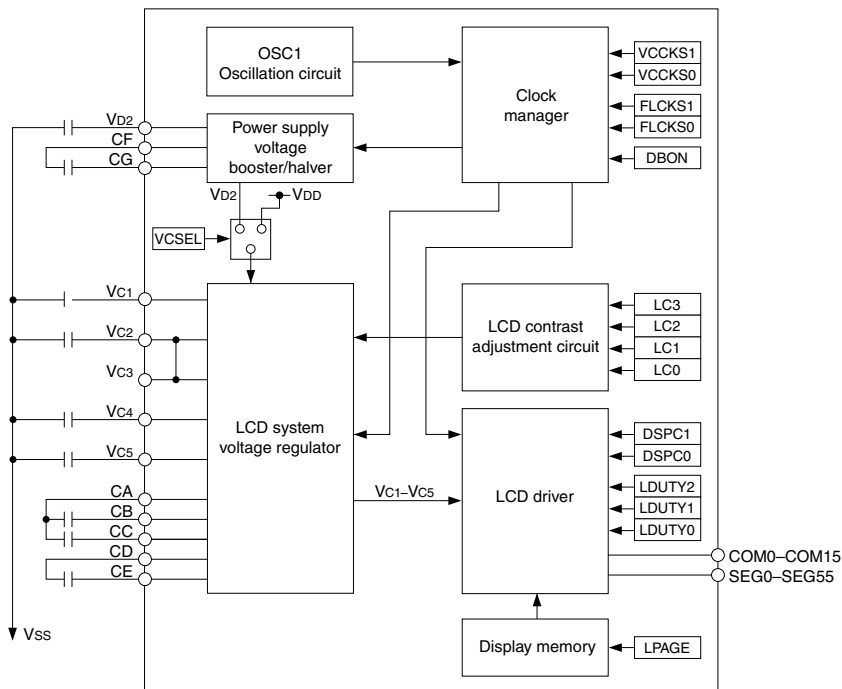 OSC1
Oscillation circuit
Clock
manager
VCCKS1
VCCKS0
FLCKS1
FLCKS0
DBON
VD2
CF
CG
Power supply
voltage
booster/halver
VD2
VDD
VCSEL
VC1
VC2
VC3
VC4
VC5
CA
CB
CC
CD
CE
VSS
LCD system
voltage regulator
LCD contrast
adjustment circuit
LC3
LC2
LC1
LC0
VC1–VC5
LCD driver
DSPC1
DSPC0
LDUTY2
LDUTY1
LDUTY0
COM0–COM15
SEG0–SEG55
Display memory
LPAGE